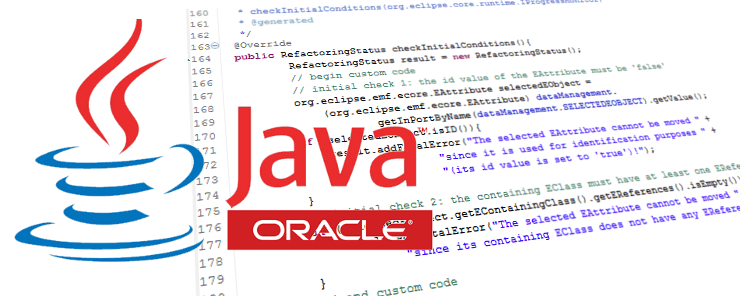 160
161 * checkInitialConditions(org.eclipse.core.runtime.IProgressMonitor)
162 * @generated
163 */
164 @Override
public RefactoringStatus checkInitialConditions(){
165 RefactoringStatus result = new RefactoringStatus();
166 // begin custom code
167 // initial check 1: the id value of the EAttribute must be 'false'
168 org.eclipse.emf.ecore.EAttribute selectedEObject =
169 (org.eclipse.emf.ecore.EAttribute) dataManagement.
170 getInPortByName(dataManagement.SELECTEDEOBJECT).getValue();
171 .isID()){
172 "The selected EAttribute cannot be moved " +
173 "since it is used for identification purposes " +
174 "(its id value is set to 'true')!");
175 }
check 2: the containing EClass must have at least one
176 .getEContainingClass().getEReferences().isEmpty()
177 ("The selected EAttribute cannot be moved "
178 "since its containing EClass does not have any
179 }
180 custom code
Java™
ORACLE®